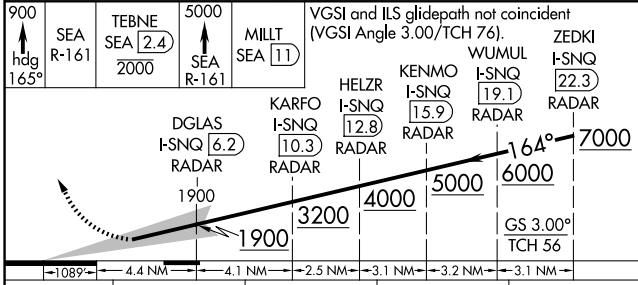 900
hdg
165°
SEA
R-161
TEBNE
SEA 2.4
2000
5000
SEA
R-161
MILLT
SEA 11
VGSI and ILS glidepath not coincident
(VGSI Angle 3.00/TCH 76).
ZEDKI
I-SNQ
22.3
RADAR
WUMUL
I-SNQ
19.1
RADAR
KENMO
I-SNQ
15.9
RADAR
HELZR
I-SNQ
12.8
RADAR
KARFO
I-SNQ
10.3
RADAR
DGLAS
I-SNQ 6.2
RADAR
1900
164°
7000
6000
5000
4000
3200
1900
GS 3.00°
TCH 56
1089'
4.4 NM
4.1 NM
2.5 NM
3.1 NM
3.2 NM
3.1 NM